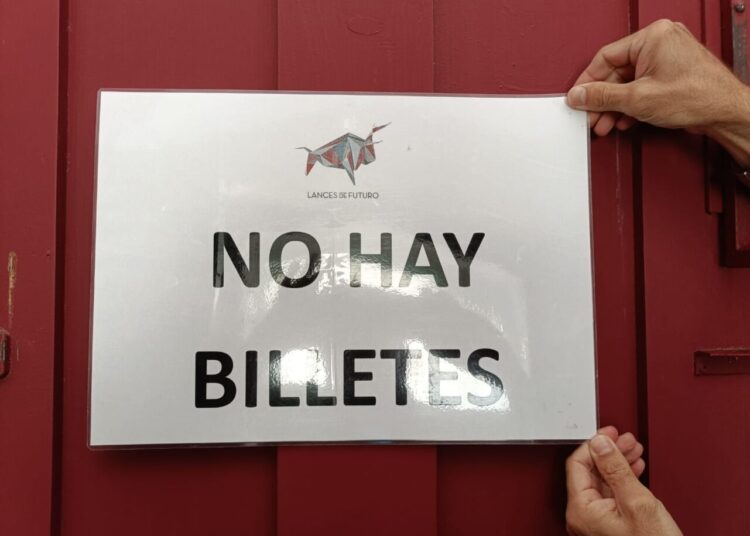 LANCES DE FUTURO
NO HAY
BILLETES